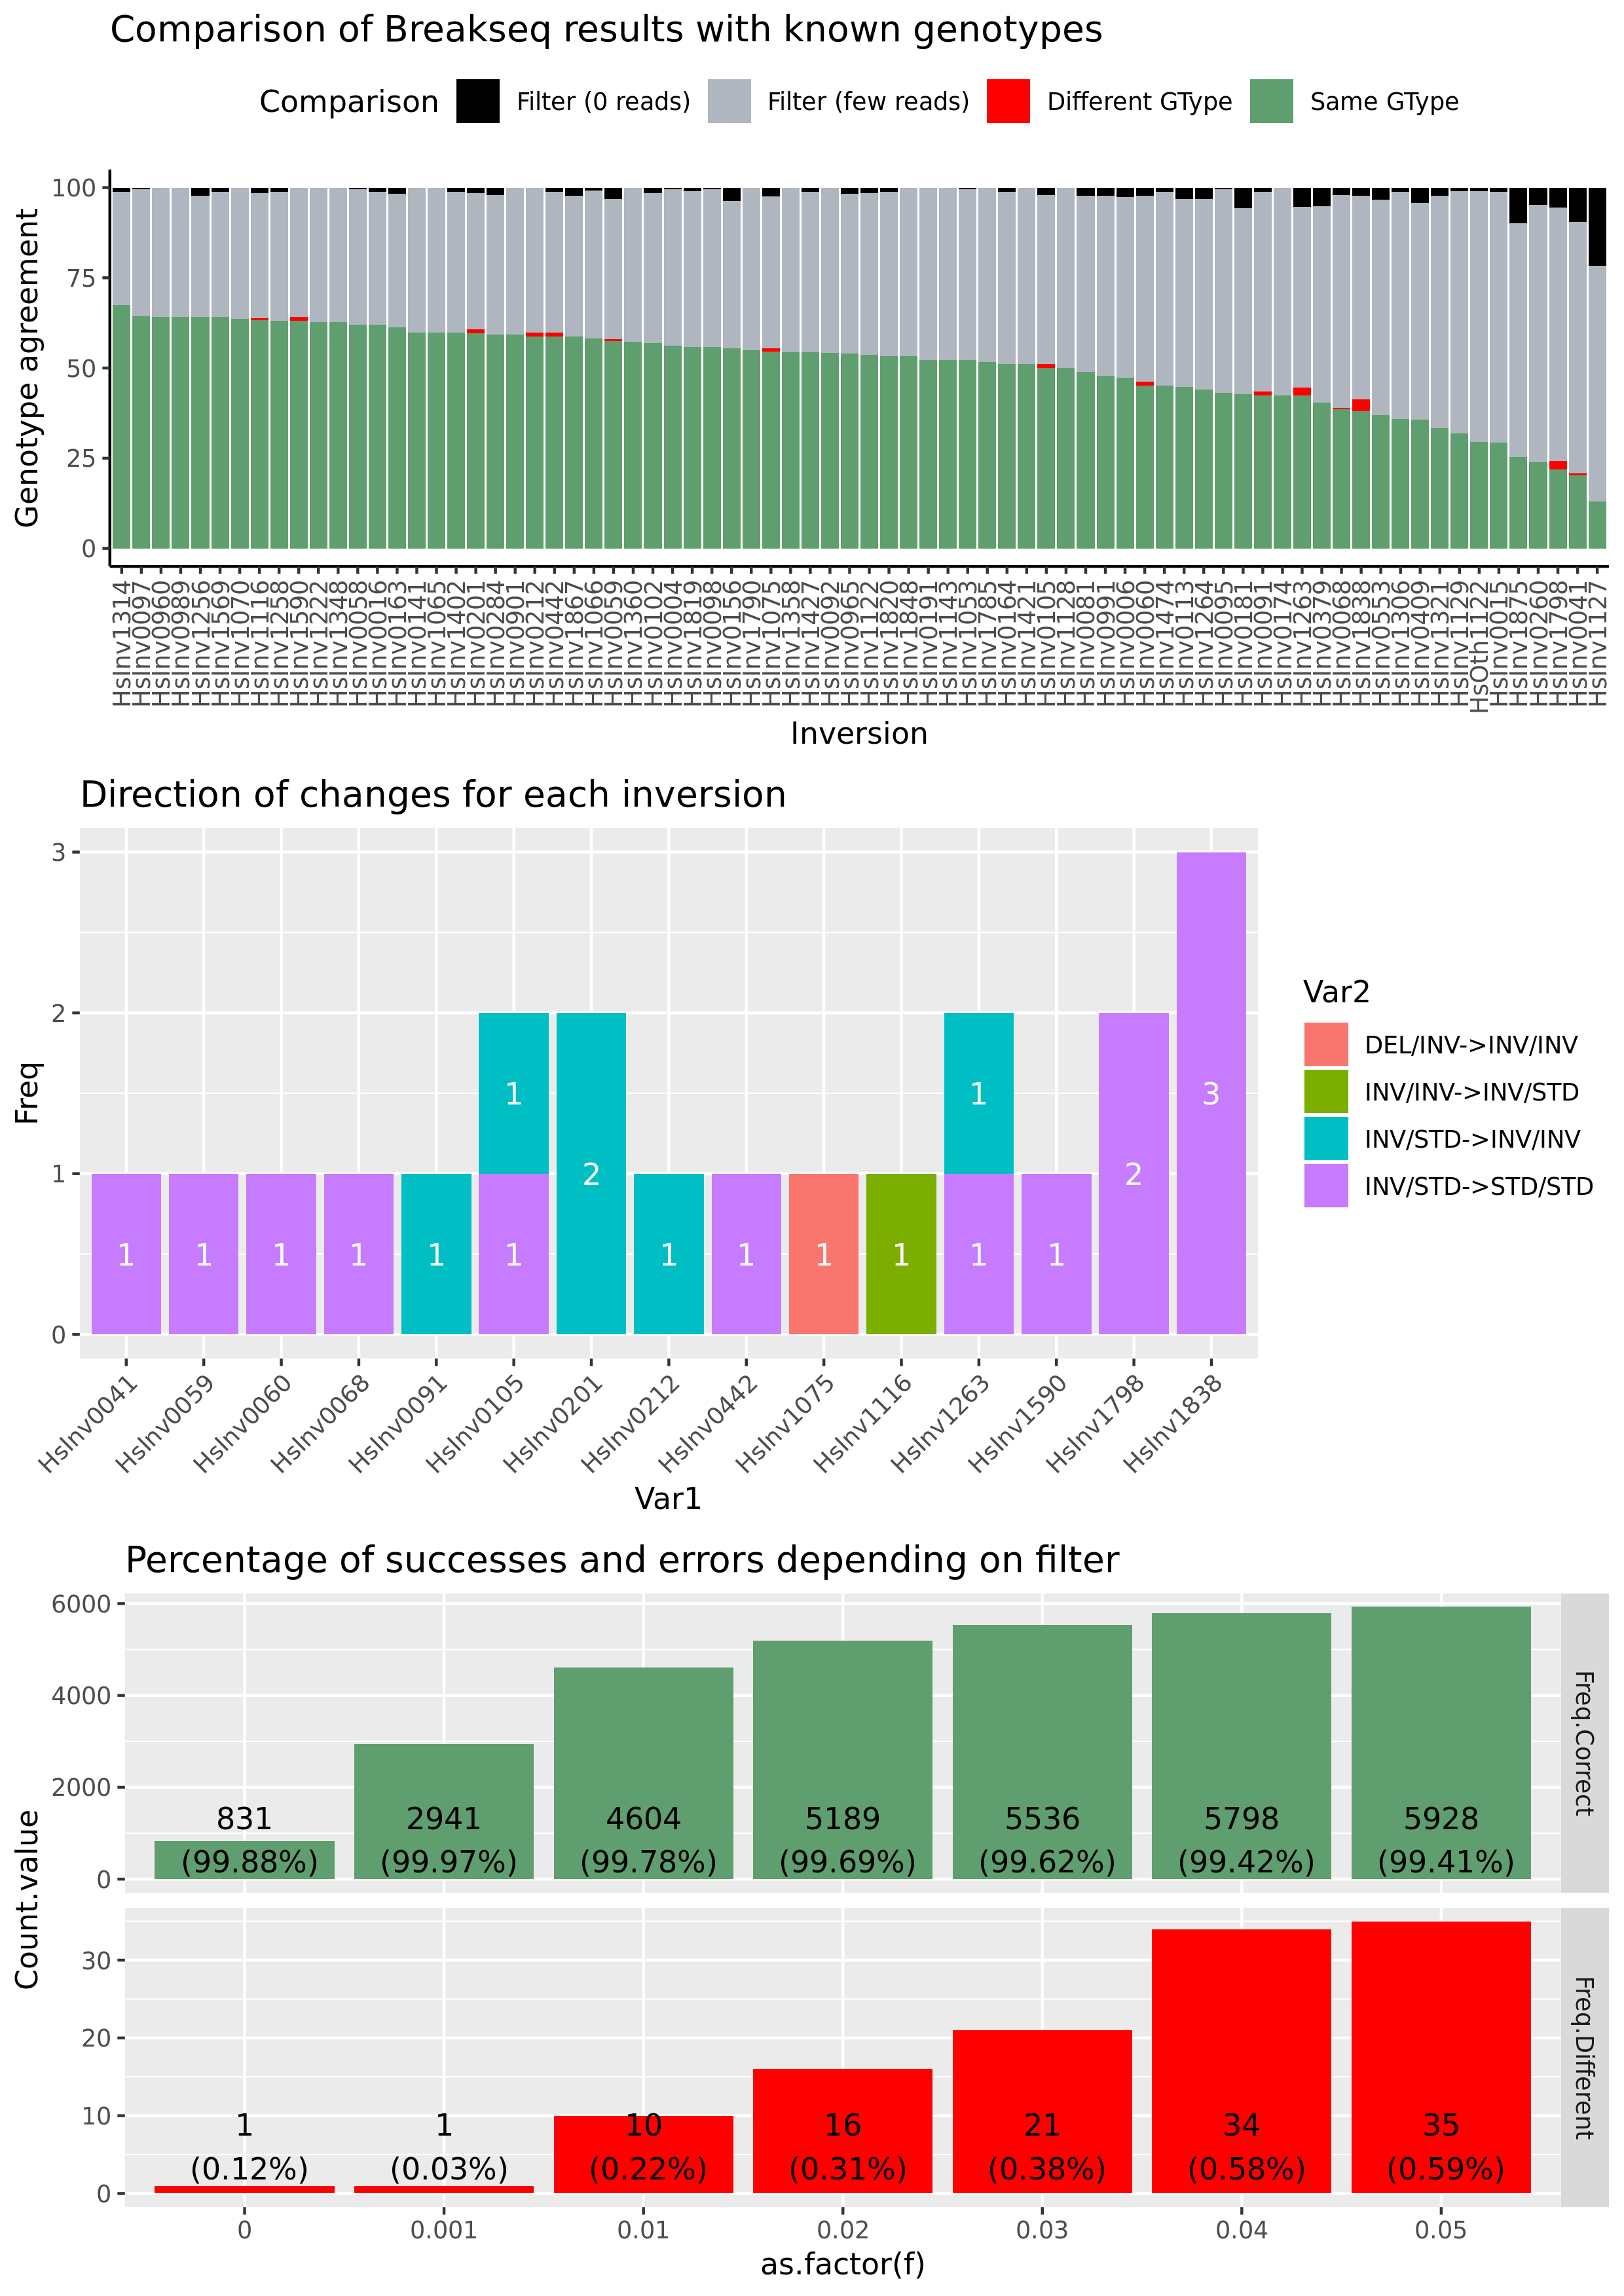 Comparison of Breakseq results with known genotypes
Comparison Filter (0 reads) Filter (few reads) Different GType Same GType
100
75
50
25
0
Genotype agreement
HsInv1314
HsInv0097
HsInv0960
HsInv0989
HsInv1256
HsInv1569
HsInv1070
HsInv1116
HsInv1258
HsInv1590
HsInv1222
HsInv1348
HsInv0058
HsInv0016
HsInv0163
HsInv0141
HsInv1065
HsInv1402
HsInv0201
HsInv0284
HsInv0901
HsInv0212
HsInv0442
HsInv1867
HsInv1066
HsInv0059
HsInv1360
HsInv0102
HsInv0004
HsInv1819
HsInv0098
HsInv0156
HsInv1790
HsInv1075
HsInv1358
HsInv1427
HsInv0092
HsInv0965
HsInv1122
HsInv1820
HsInv1848
HsInv0191
HsInv1143
HsInv1053
HsInv1785
HsInv0164
HsInv1421
HsInv0105
HsInv1128
HsInv0881
HsInv0991
HsInv0006
HsInv0060
HsInv1474
HsInv0113
HsInv1264
HsInv0095
HsInv0181
HsInv0091
HsInv0174
HsInv1263
HsInv0379
HsInv0068
HsInv1838
HsInv0553
HsInv1306
HsInv0409
HsInv1321
HsInv1129
HsOth1122
HsInv0015
HsInv1875
HsInv0260
HsInv1798
HsInv0041
HsInv1127
Inversion
Direction of changes for each inversion
3
2
1
0
Freq
1 1
3
2 2
1 1 1 1 1 1 1 1 1 1 1 1 1
HsInv0041
HsInv0059
HsInv0060
HsInv0068
HsInv0091
HsInv0105
HsInv0201
HsInv0212
HsInv0442
HsInv1075
HsInv1116
HsInv1263
HsInv1590
HsInv1798
HsInv1838
Var1
Var2
DEL/INV->INV/INV
INV/INV->INV/STD
INV/STD->INV/INV
INV/STD->STD/STD
Percentage of successes and errors depending on filter
Count.value
6000
4000
2000
0
831 2941 4604 5189 5536 5798 5928
(99.88%) (99.97%) (99.78%) (99.69%) (99.62%) (99.42%) (99.41%)
Freq.Correct
30
20
10
0
1 1 10 16 21 34 35
(0.12%) (0.03%) (0.22%) (0.31%) (0.38%) (0.58%) (0.59%)
Freq.Different
0 0.001 0.01 0.02 0.03 0.04 0.05
as.factor(f)